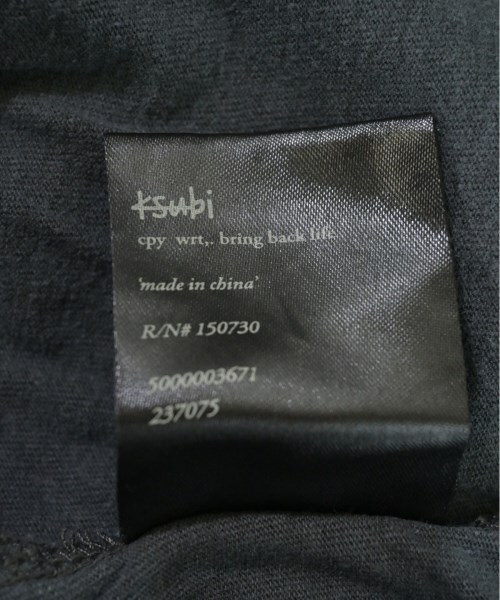 ksubi
cpy wrt,. bring back life
'made in china'
R/N# 150730
5000003671
237075